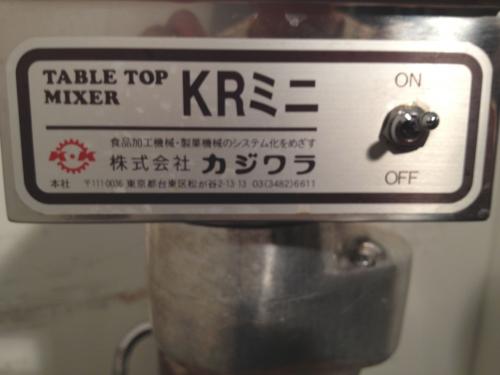 TABLE TOP
MIXER
KRミニ
ON
食品加工機械・製菓機械のシステム化をめざす
株式会社 カジワラ
本社 〒111-0036 東京都台東区松が谷2-13-13 03(3482)6611
OFF